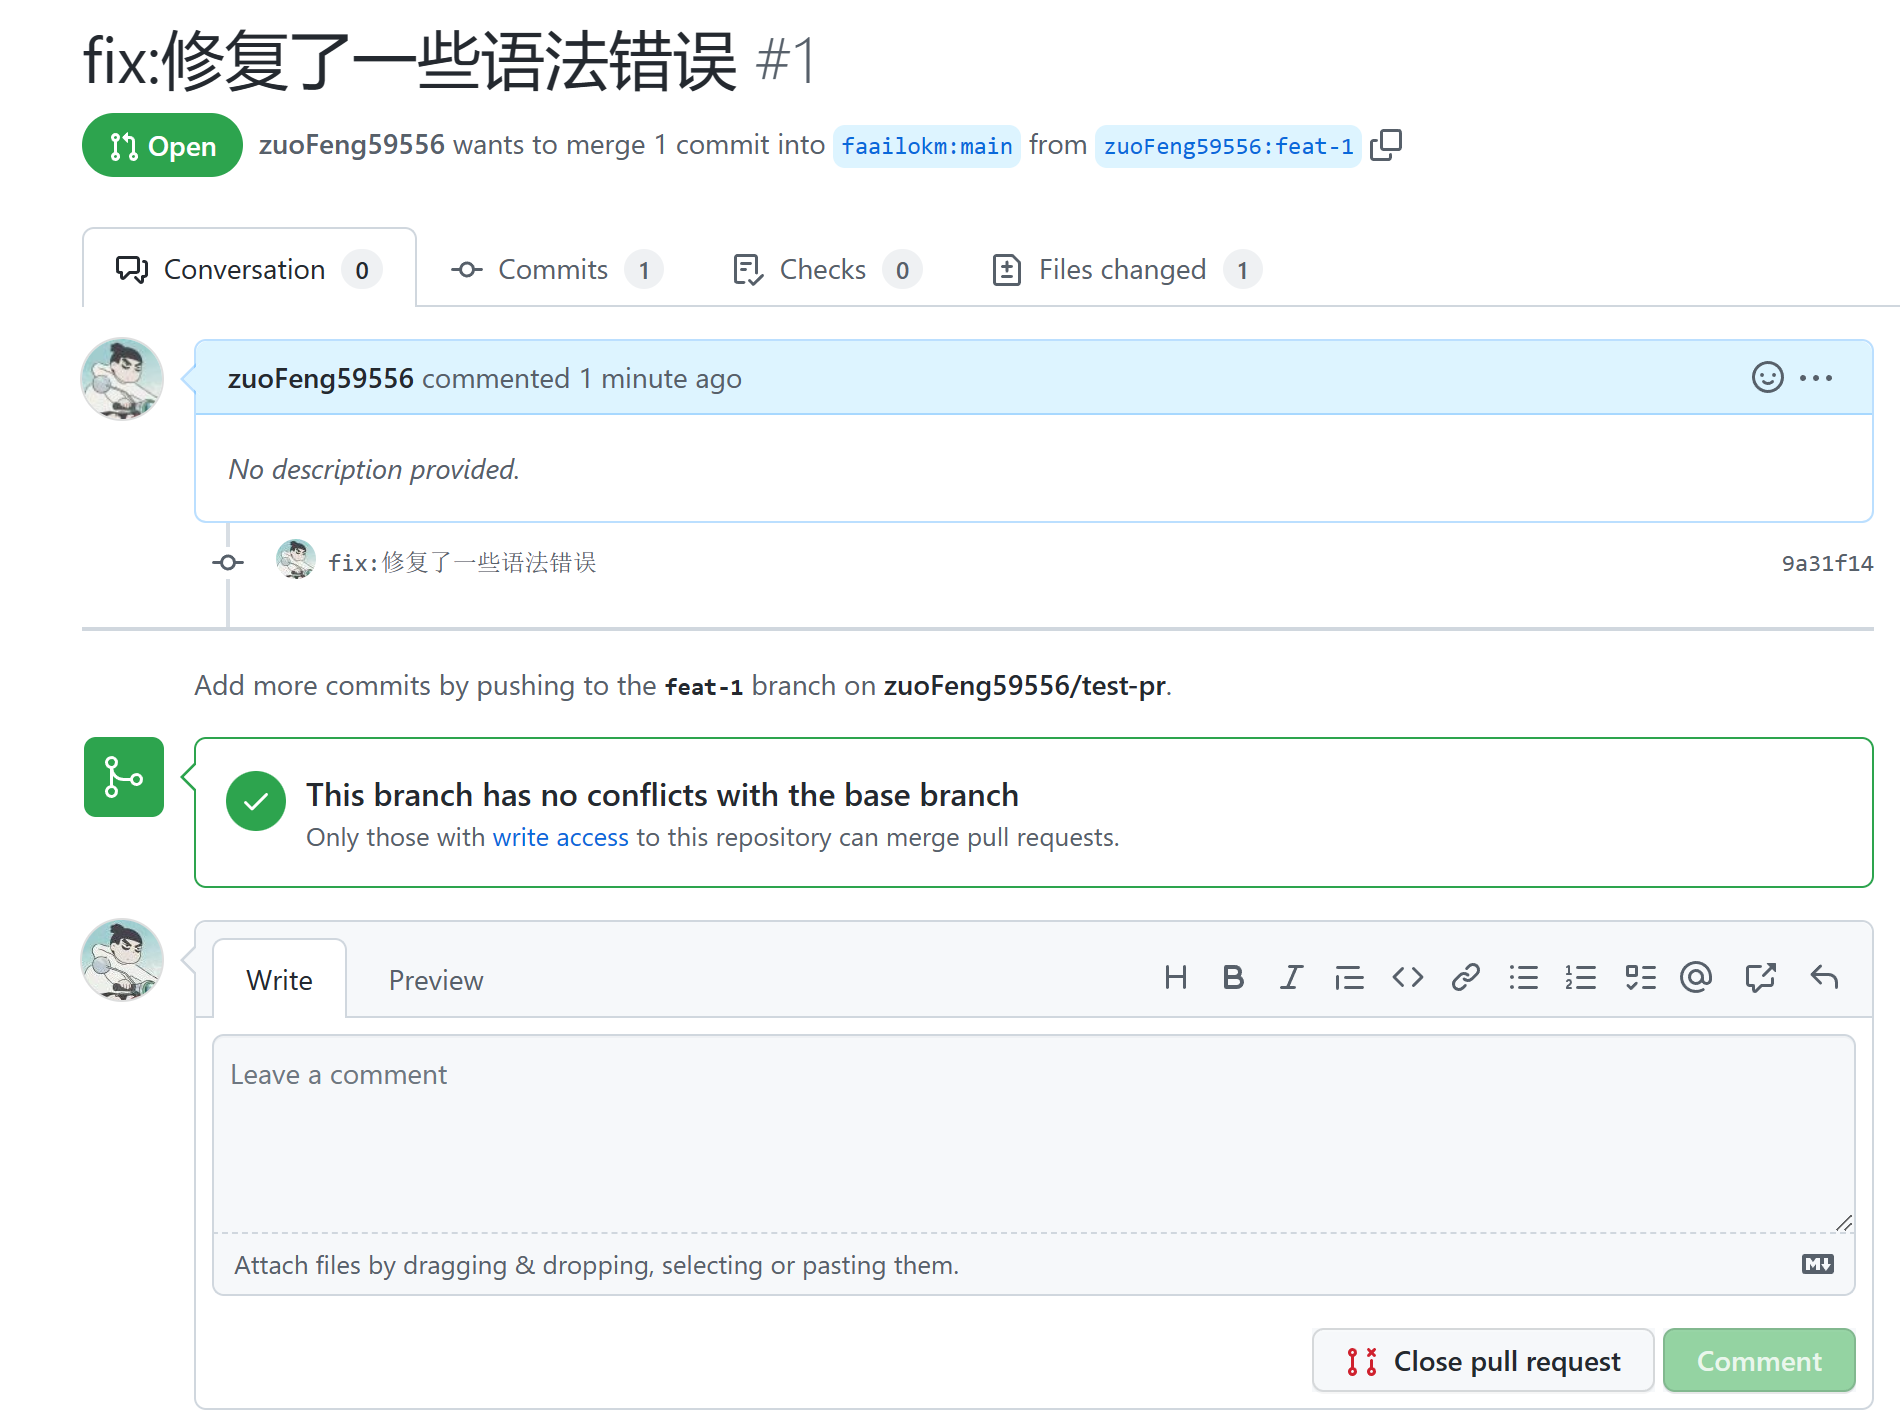 fix:修复了一些语法错误 #1
Open zuoFeng59556 wants to merge 1 commit into faailokm:main from zuoFeng59556:feat-1
Conversation 0 Commits 1 Checks 0 Files changed 1
zuoFeng59556 commented 1 minute ago
No description provided.
fix:修复了一些语法错误 9a31f14
Add more commits by pushing to the feat-1 branch on zuoFeng59556/test-pr.
This branch has no conflicts with the base branch
Only those with write access to this repository can merge pull requests.
Write Preview
Leave a comment
Attach files by dragging & dropping, selecting or pasting them.
Close pull request Comment